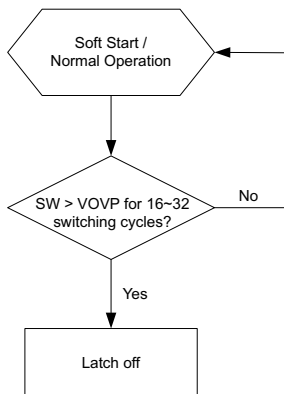 Soft Start /
Normal Operation
SW > VOVP for 16~32
switching cycles?
No
Yes
Latch off